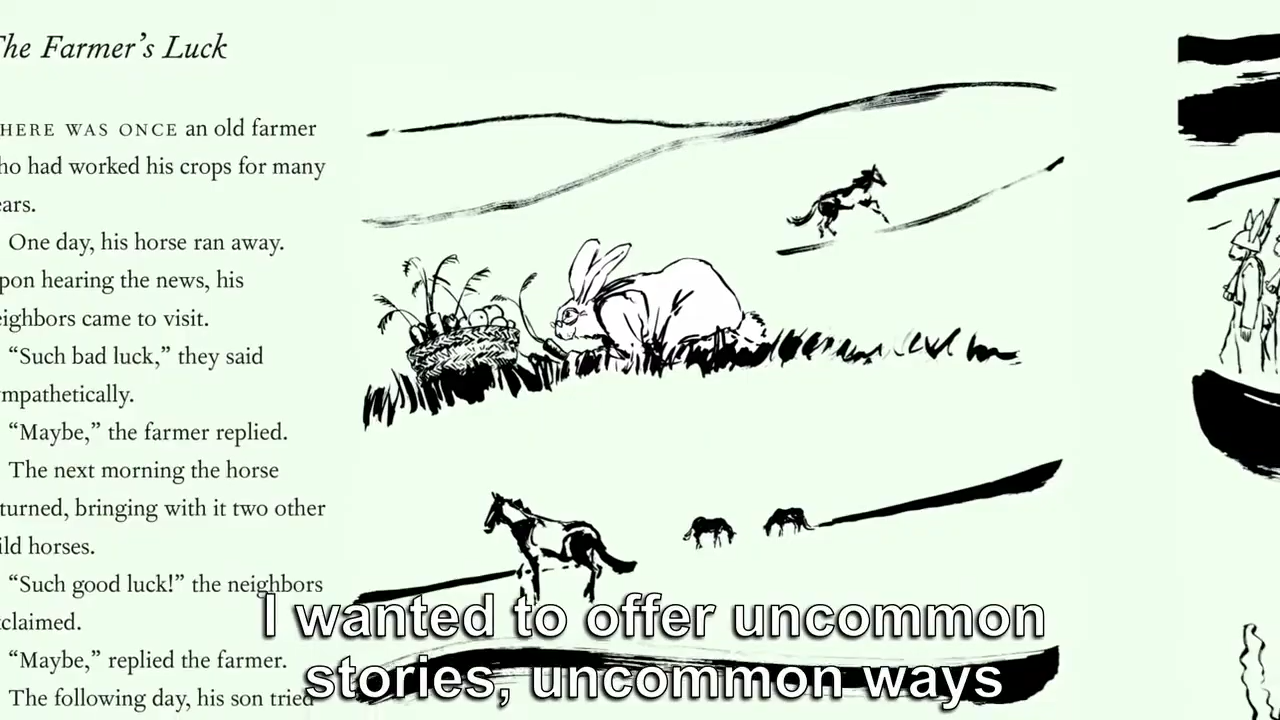 The Farmer's Luck
HERE WAS ONCE an old farmer
ho had worked his crops for many
ears.
One day, his horse ran away.
pon hearing the news, his
eighbors came to visit.
“Such bad luck,” they said
mpathetically.
“Maybe,” the farmer replied.
The next morning the horse
turned, bringing with it two other
ild horses.
“Such good luck!” the neighbors
claimed.
“Maybe,” replied the farmer.
The following day, his son tried
I wanted to offer uncommon
stories, uncommon ways